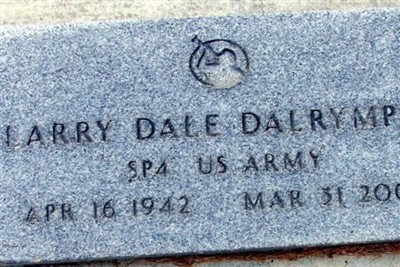 LARRY DALE DALRYMP
SP4 US ARMY
APR 16 1942 MAR 31 200